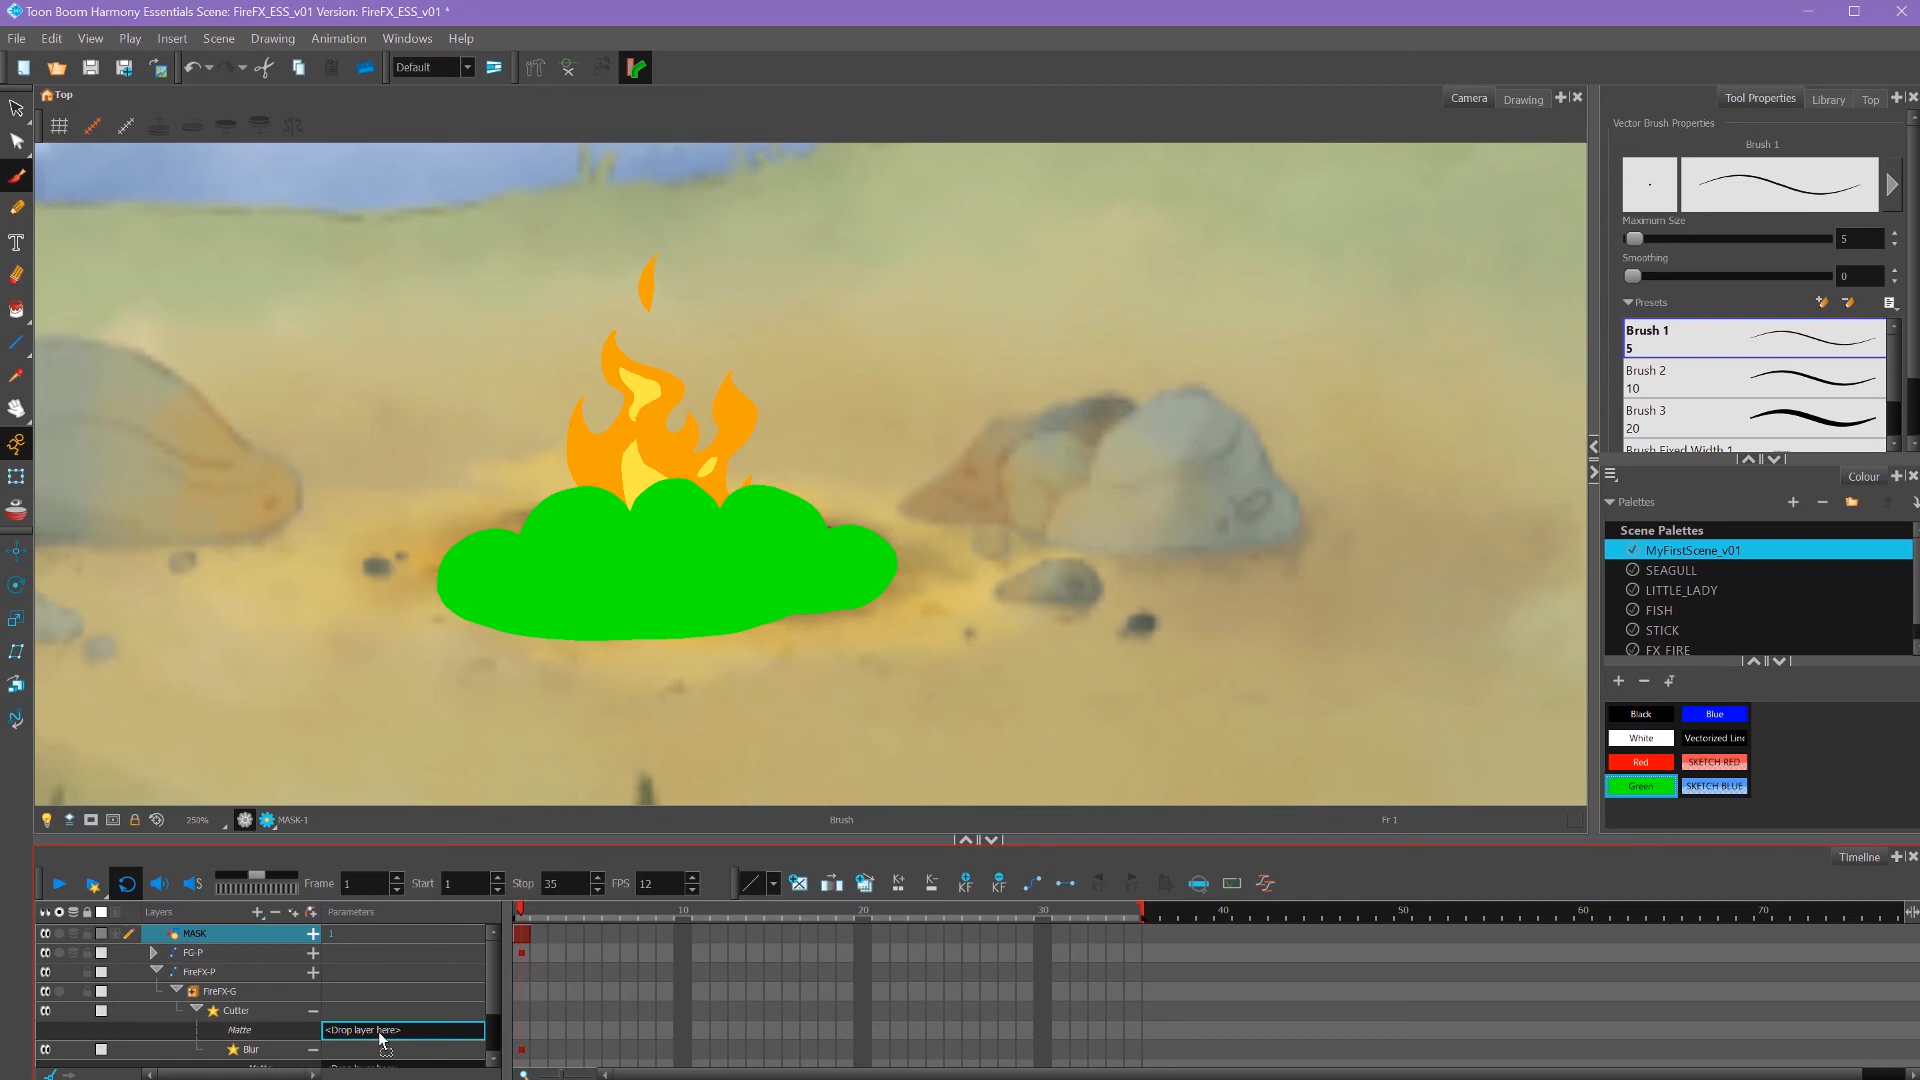 Toon Boom Harmony Essentials Scene: FireFX_ESS_v01 Version: FireFX_ESS_v01 *
File Edit View Play Insert Scene Drawing Animation Windows Help
Default
Top
Camera
Drawing
Tool Properties
Library
Top
Vector Brush Properties
Brush 1
Maximum Size
5
Smoothing
0
Presets
Brush 1
5
Brush 2
10
Brush 3
20
Brush Fixed Width 1
Colour
Palettes
Scene Palettes
MyFirstScene_v01
SEAGULL
LITTLE_LADY
FISH
STICK
FX_FIRE
Black
Blue
White
Vectorized Line
Red
SKETCH RED
Green
SKETCH BLUE
250%
MASK-1
Brush
Fr 1
Timeline
Frame 1 Start 1 Stop 35 FPS 12
Layers
Parameters
10 20 30 40 50 60 70
MASK
1
FG-P
FireFX-P
FireFX-G
Cutter
Matte
<Drop layer here>
Blur